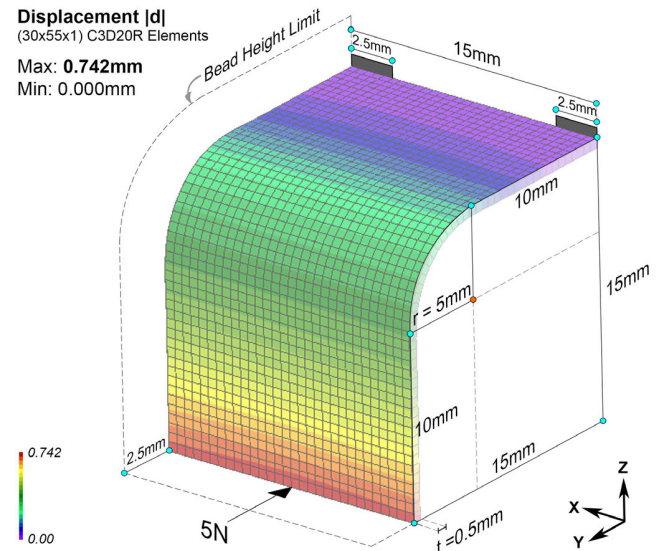 Displacement |d|
(30x55x1) C3D20R Elements
Max: 0.742mm
Min: 0.000mm
Bead Height Limit
2.5mm
15mm
2.5mm
10mm
r = 5mm
15mm
10mm
15mm
2.5mm
0.742
0.00
5N
t=0.5mm
Z
X
Y